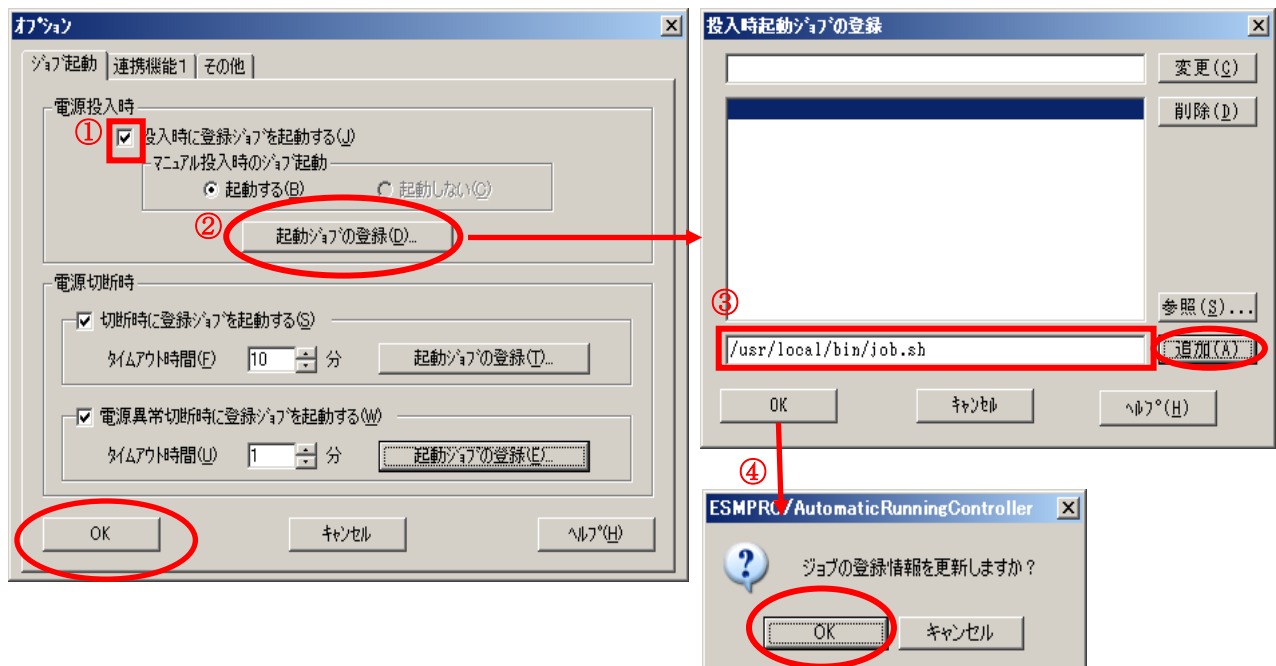 オプション
ジョブ起動 連携機能1 その他
電源投入時
① 投入時に登録ジョブを起動する(J)
マニュアル投入時のジョブ起動
起動する(B) 起動しない(C)
② 起動ジョブの登録(D)...
電源切断時
切断時に登録ジョブを起動する(S)
タイムアウト時間(F) 10 分 起動ジョブの登録(T)...
電源異常切断時に登録ジョブを起動する(W)
タイムアウト時間(U) 1 分 起動ジョブの登録(E)...
OK キャンセル ヘルプ(H)
投入時起動ジョブの登録
変更(C)
削除(D)
③
参照(S)...
/usr/local/bin/job.sh 追加(A)
OK キャンセル ヘルプ(H)
④
ESMPRO/AutomaticRunningController
ジョブの登録情報を更新しますか?
OK キャンセル